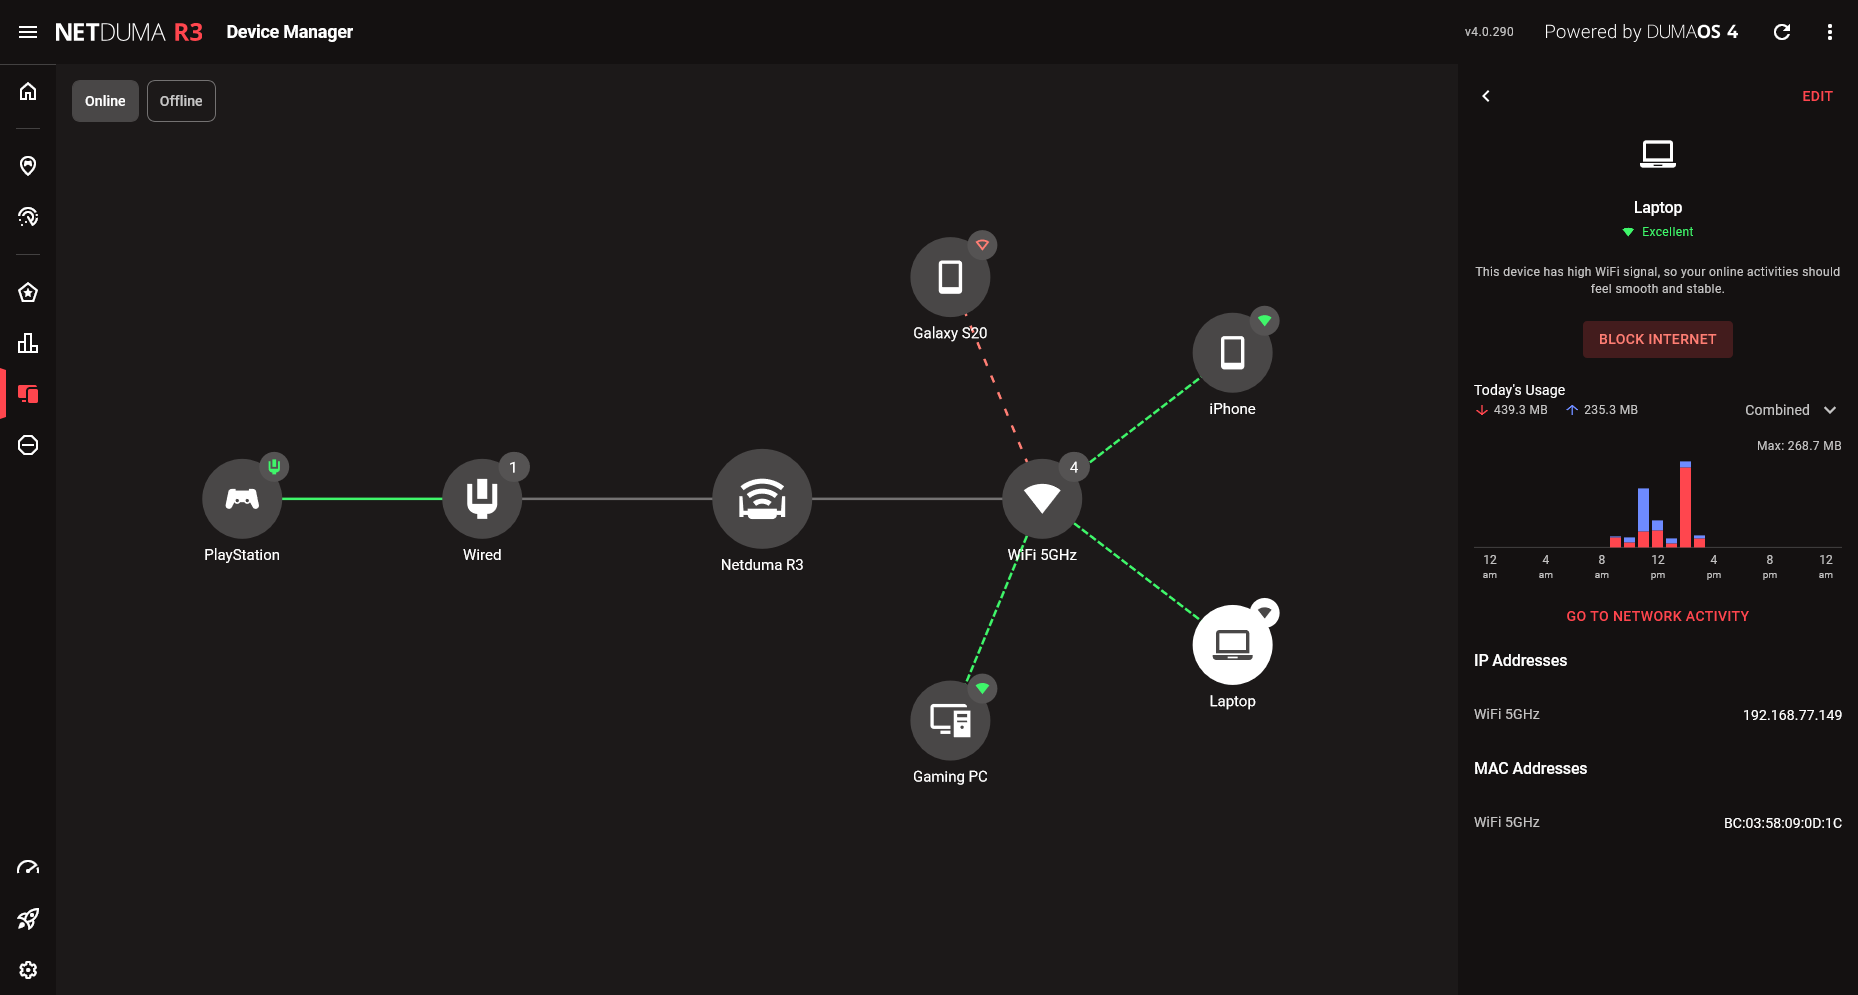 NETDUMA R3 Device Manager v4.0.290 Powered by DUMAOS 4
Online Offline
Galaxy S20
iPhone
1
4
PlayStation
Wired
Netduma R3
WiFi 5GHz
Laptop
Gaming PC
EDIT
Laptop
Excellent
This device has high WiFi signal, so your online activities should
feel smooth and stable.
BLOCK INTERNET
Today's Usage
439.3 MB 235.3 MB Combined
Max: 268.7 MB
12 4 8 12 4 8 12
am am am pm pm pm am
GO TO NETWORK ACTIVITY
IP Addresses
WiFi 5GHz 192.168.77.149
MAC Addresses
WiFi 5GHz BC:03:58:09:0D:1C